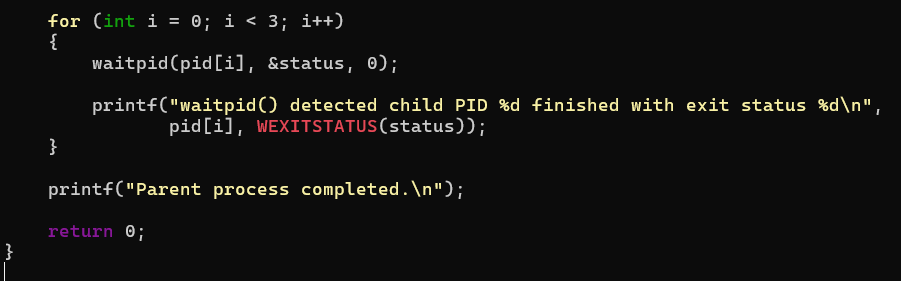 for (int i = 0; i < 3; i++)
{
waitpid(pid[i], &status, 0);
printf("waitpid() detected child PID %d finished with exit status %d\n",
pid[i], WEXITSTATUS(status));
}
printf("Parent process completed.\n");
return 0;
}